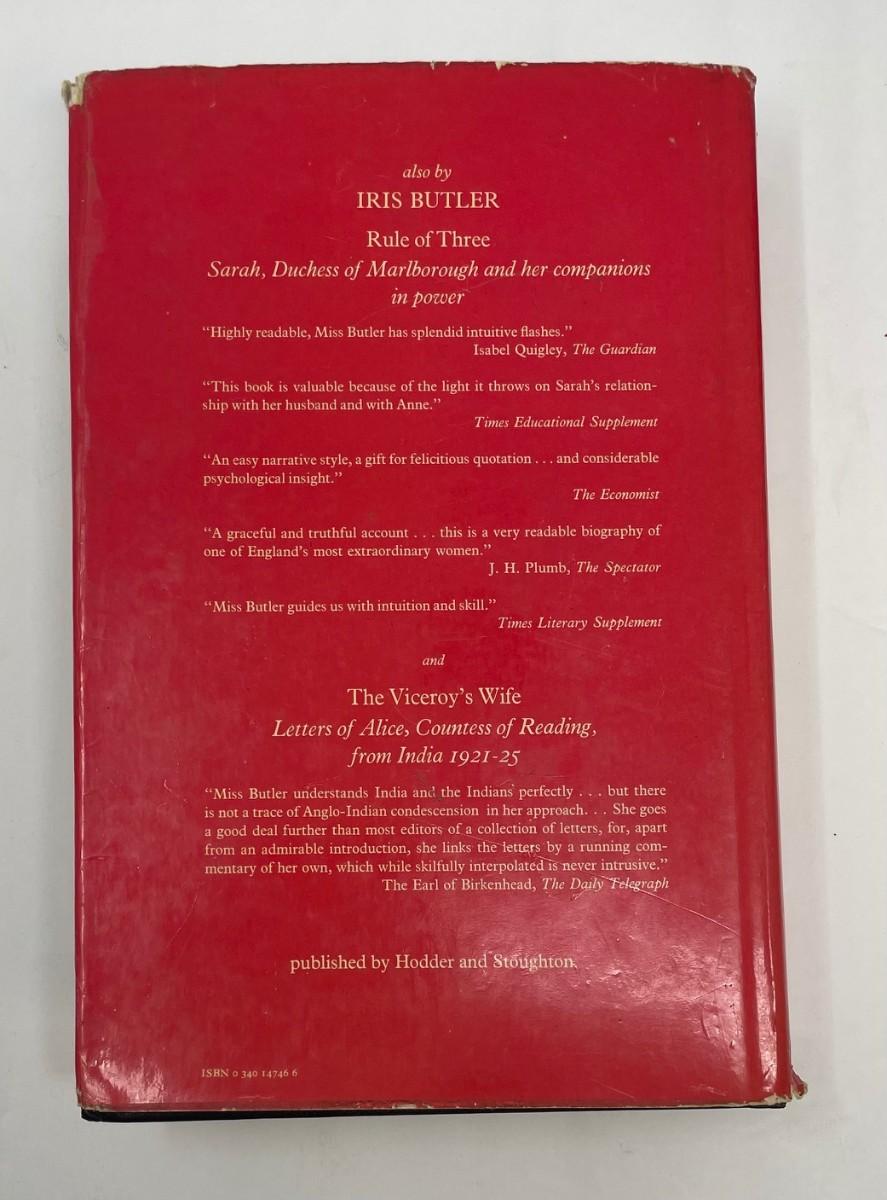 also by
IRIS BUTLER
Rule of Three
Sarah, Duchess of Marlborough and her companions
in power
“Highly readable, Miss Butler has splendid intuitive flashes.”
Isabel Quigley, The Guardian
“This book is valuable because of the light it throws on Sarah’s relation-
ship with her husband and with Anne.”
Times Educational Supplement
“An easy narrative style, a gift for felicitious quotation . . . and considerable
psychological insight.”
The Economist
“A graceful and truthful account . . . this is a very readable biography of
one of England’s most extraordinary women.”
J. H. Plumb, The Spectator
“Miss Butler guides us with intuition and skill.”
Times Literary Supplement
and
The Viceroy’s Wife
Letters of Alice, Countess of Reading,
from India 1921-25
“Miss Butler understands India and the Indians perfectly . . . but there
is not a trace of Anglo-Indian condescension in her approach. . . She goes
a good deal further than most editors of a collection of letters, for, apart
from an admirable introduction, she links the letters by a running com-
mentary of her own, which while skilfully interpolated is never intrusive.”
The Earl of Birkenhead, The Daily Telegraph
published by Hodder and Stoughton
ISBN 0 340 14746 6